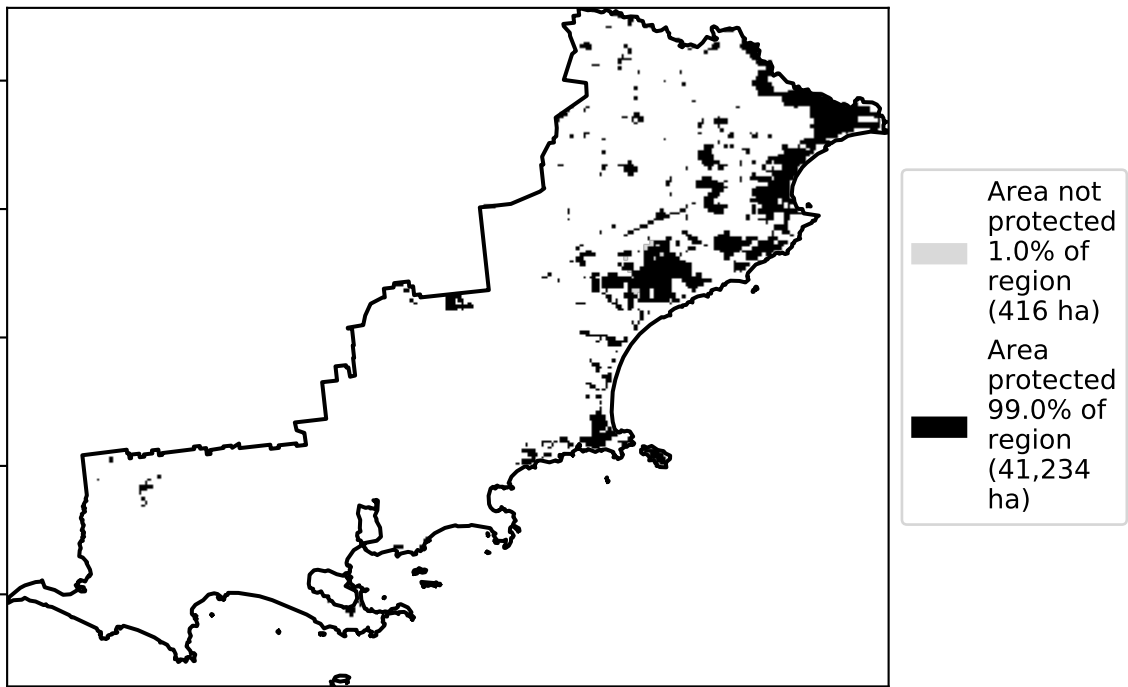 Area not
protected
1.0% of
region
(416 ha)
Area
protected
99.0% of
region
(41,234
ha)